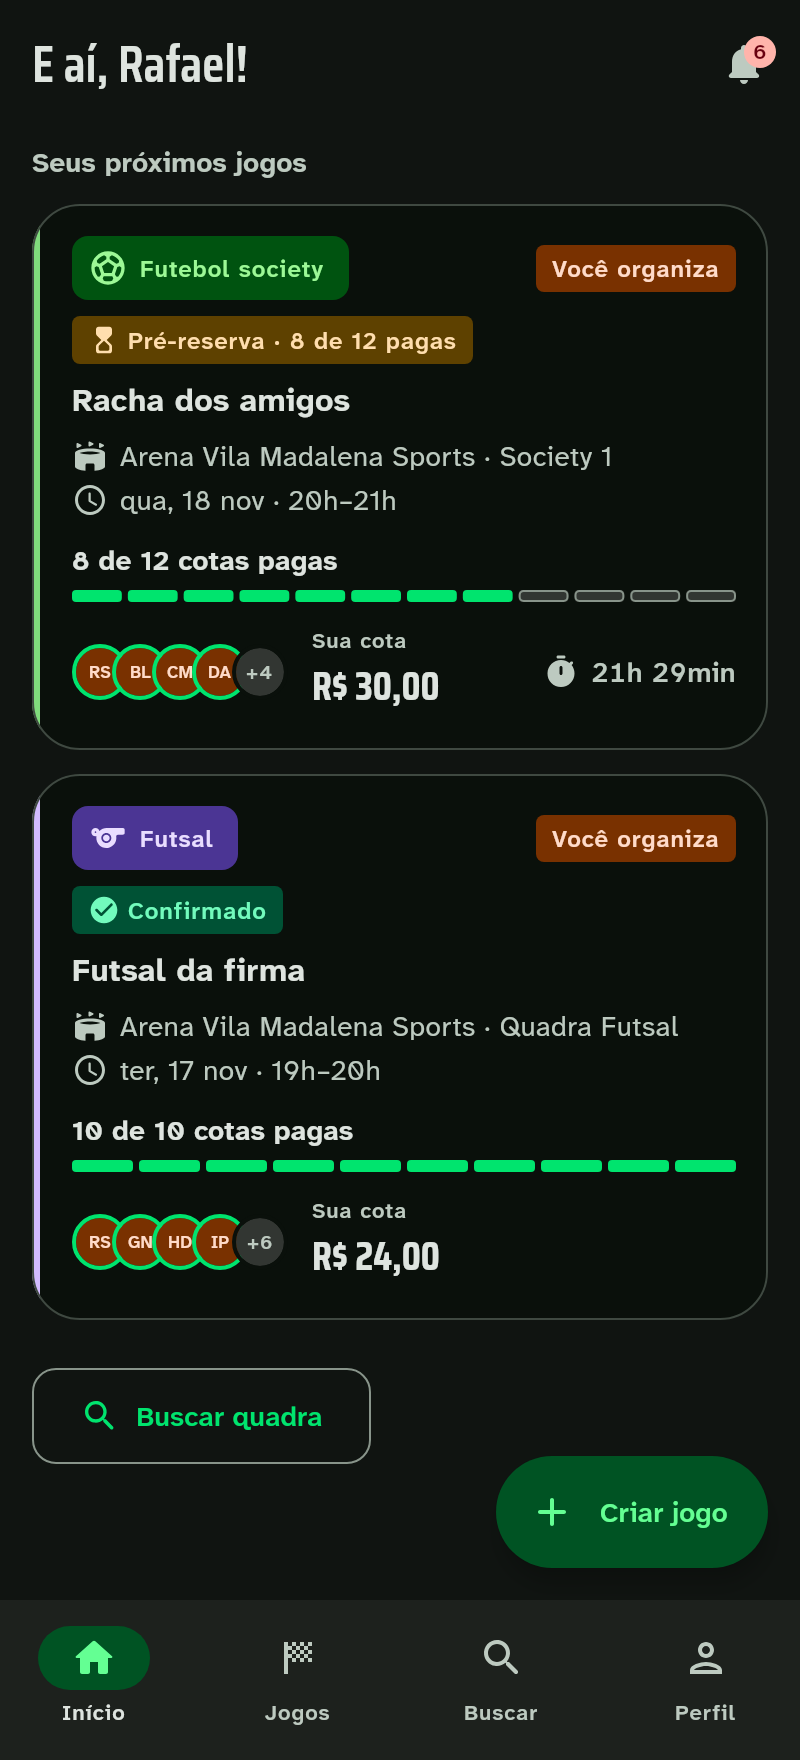 E aí, Rafael!
6
Seus próximos jogos
Futebol society
Você organiza
Pré-reserva · 8 de 12 pagas
Racha dos amigos
Arena Vila Madalena Sports · Society 1
qua, 18 nov · 20h–21h
8 de 12 cotas pagas
RS BL CM DA +4
Sua cota
R$ 30,00
21h 29min
Futsal
Você organiza
Confirmado
Futsal da firma
Arena Vila Madalena Sports · Quadra Futsal
ter, 17 nov · 19h–20h
10 de 10 cotas pagas
RS GN HD IP +6
Sua cota
R$ 24,00
Buscar quadra
Criar jogo
Início
Jogos
Buscar
Perfil